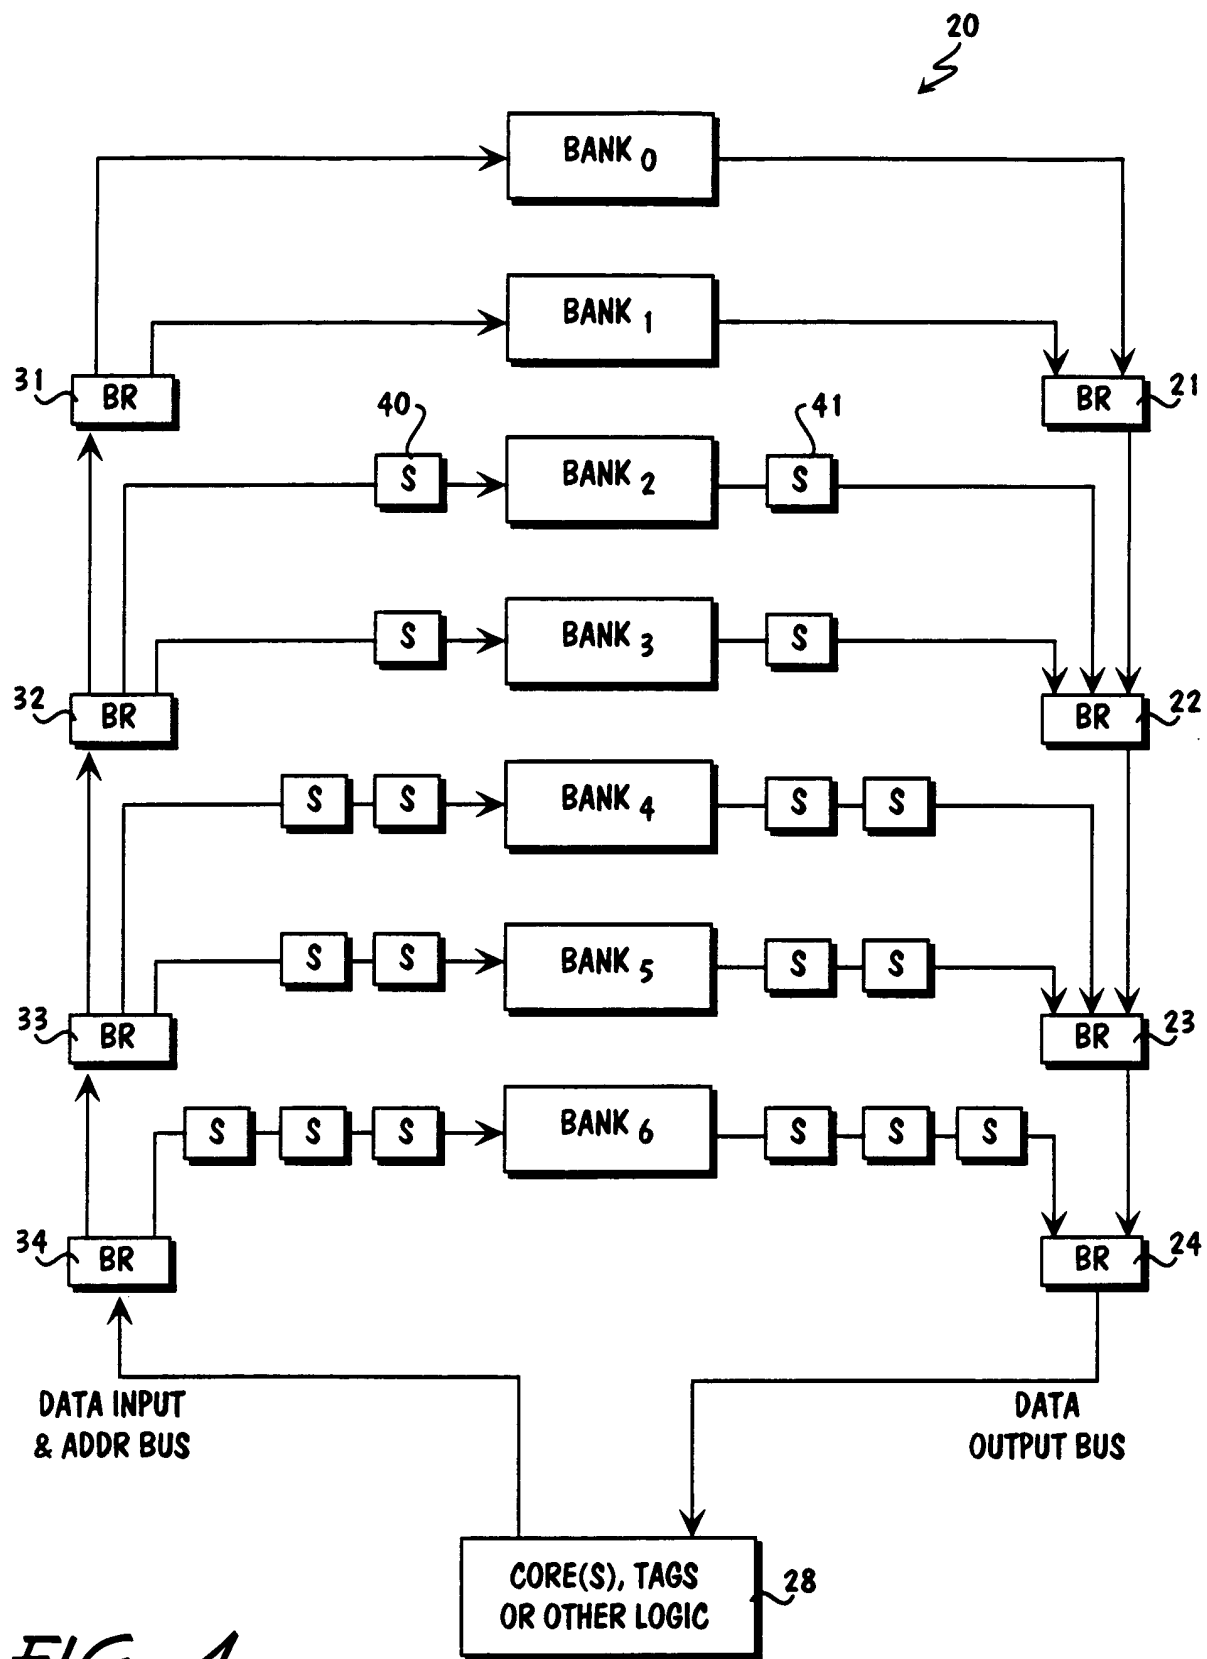 20
BANK 0
BANK 1
31 BR
BR 21
40
41
S BANK 2 S
S BANK 3 S
32 BR
BR 22
S S BANK 4 S S
S S BANK 5 S S
33 BR
BR 23
S S S BANK 6 S S S
34 BR
BR 24
DATA INPUT
& ADDR BUS
DATA
OUTPUT BUS
CORE(S), TAGS
OR OTHER LOGIC
28